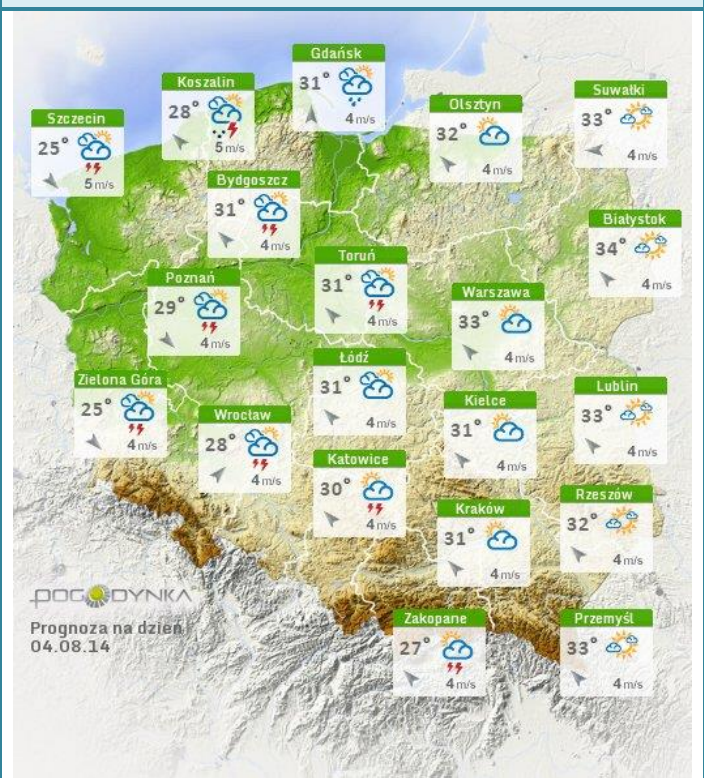 Gdańsk
31°
4 m/s
Koszalin
28°
5 m/s
Suwałki
33°
4 m/s
Olsztyn
32°
4 m/s
Szczecin
25°
5 m/s
Bydgoszcz
31°
4 m/s
Białystok
34°
4 m/s
Toruń
31°
4 m/s
Poznań
29°
4 m/s
Warszawa
33°
4 m/s
Łódź
31°
4 m/s
Zielona Góra
25°
4 m/s
Lublin
33°
4 m/s
Kielce
31°
4 m/s
Wrocław
28°
4 m/s
Katowice
30°
4 m/s
Rzeszów
32°
4 m/s
Kraków
31°
4 m/s
POGODYNKA
Prognoza na dzień
04.08.14
Zakopane
27°
4 m/s
Przemyśl
33°
4 m/s